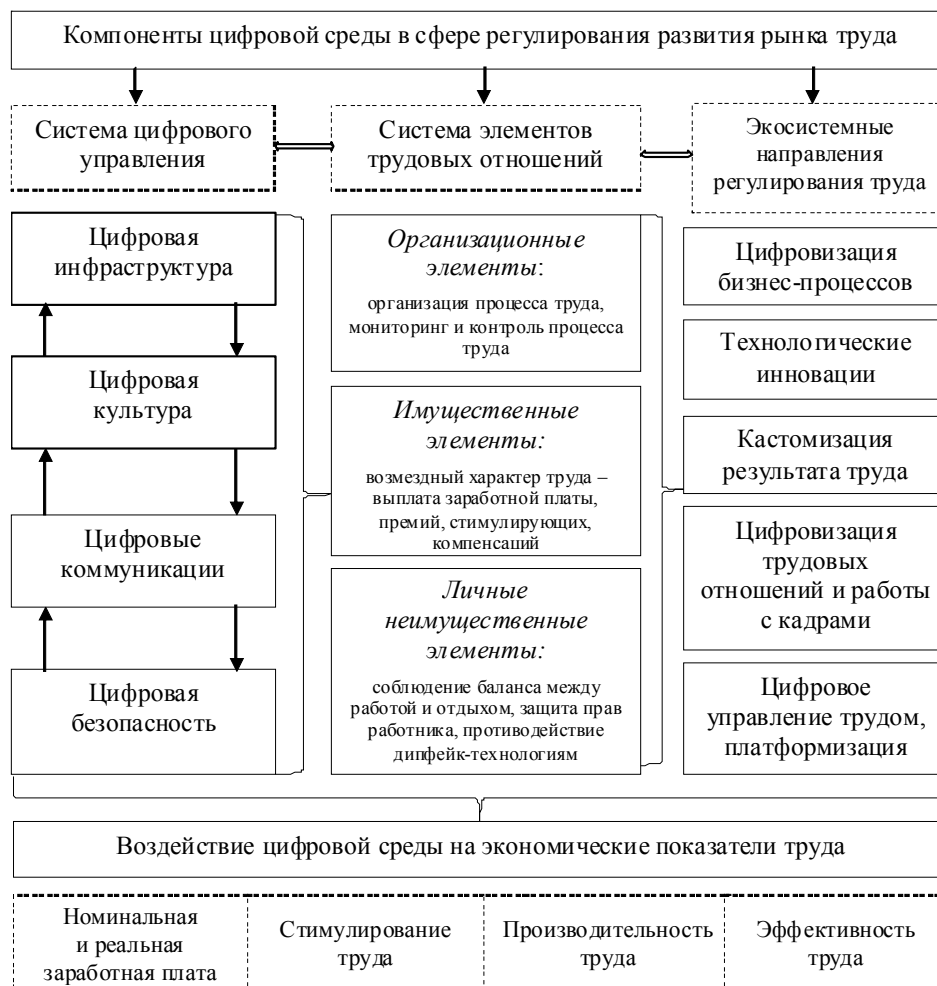 Компоненты цифровой среды в сфере регулирования развития рынка труда
Система цифрового
управления
Система элементов
трудовых отношений
Экосистемные
направления
регулирования труда
Цифровая
инфраструктура
Цифровая
культура
Цифровые
коммуникации
Цифровая
безопасность
Организационные
элементы:
организация процесса труда,
мониторинг и контроль процесса
труда
Имущественные
элементы:
возмездный характер труда –
выплата заработной платы,
премий, стимулирующих,
компенсаций
Личные
неимущественные
элементы:
соблюдение баланса между
работой и отдыхом, защита прав
работника, противодействие
дипфейк-технологиям
Цифровизация
бизнес-процессов
Технологические
инновации
Кастомизация
результата труда
Цифровизация
трудовых
отношений и работы
с кадрами
Цифровое
управление трудом,
платформизация
Воздействие цифровой среды на экономические показатели труда
Номинальная
и реальная
заработная плата
Стимулирование
труда
Производительность
труда
Эффективность
труда